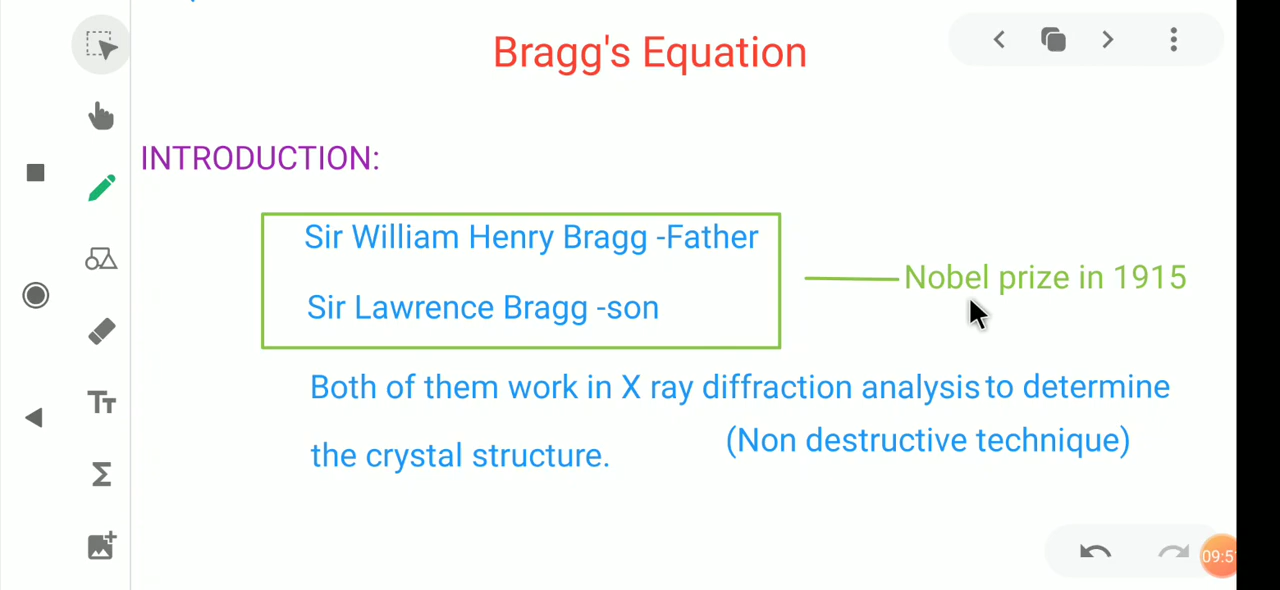 Bragg's Equation
INTRODUCTION:
Sir William Henry Bragg -Father
Sir Lawrence Bragg -son
Nobel prize in 1915
Both of them work in X ray diffraction analysis to determine
(Non destructive technique)
the crystal structure.
TT
Σ